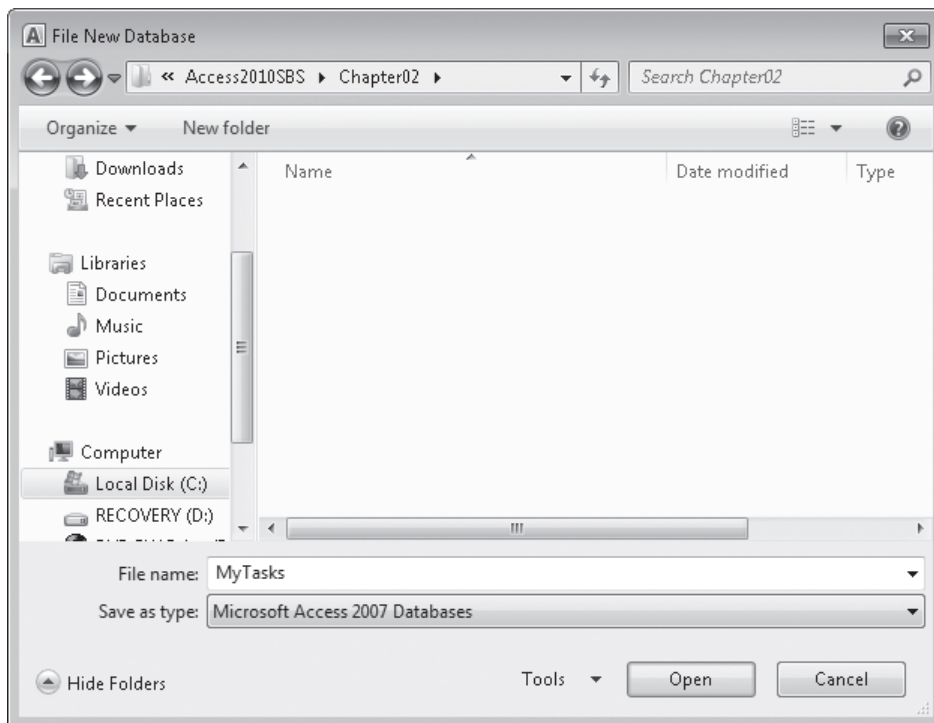 File New Database
« Access2010SBS ▸ Chapter02 ▸
Search Chapter02
Organize
New folder
Downloads
Recent Places
Libraries
Documents
Music
Pictures
Videos
Computer
Local Disk (C:)
RECOVERY (D:)
Name
Date modified
Type
File name: MyTasks
Save as type: Microsoft Access 2007 Databases
Hide Folders
Tools
Open
Cancel